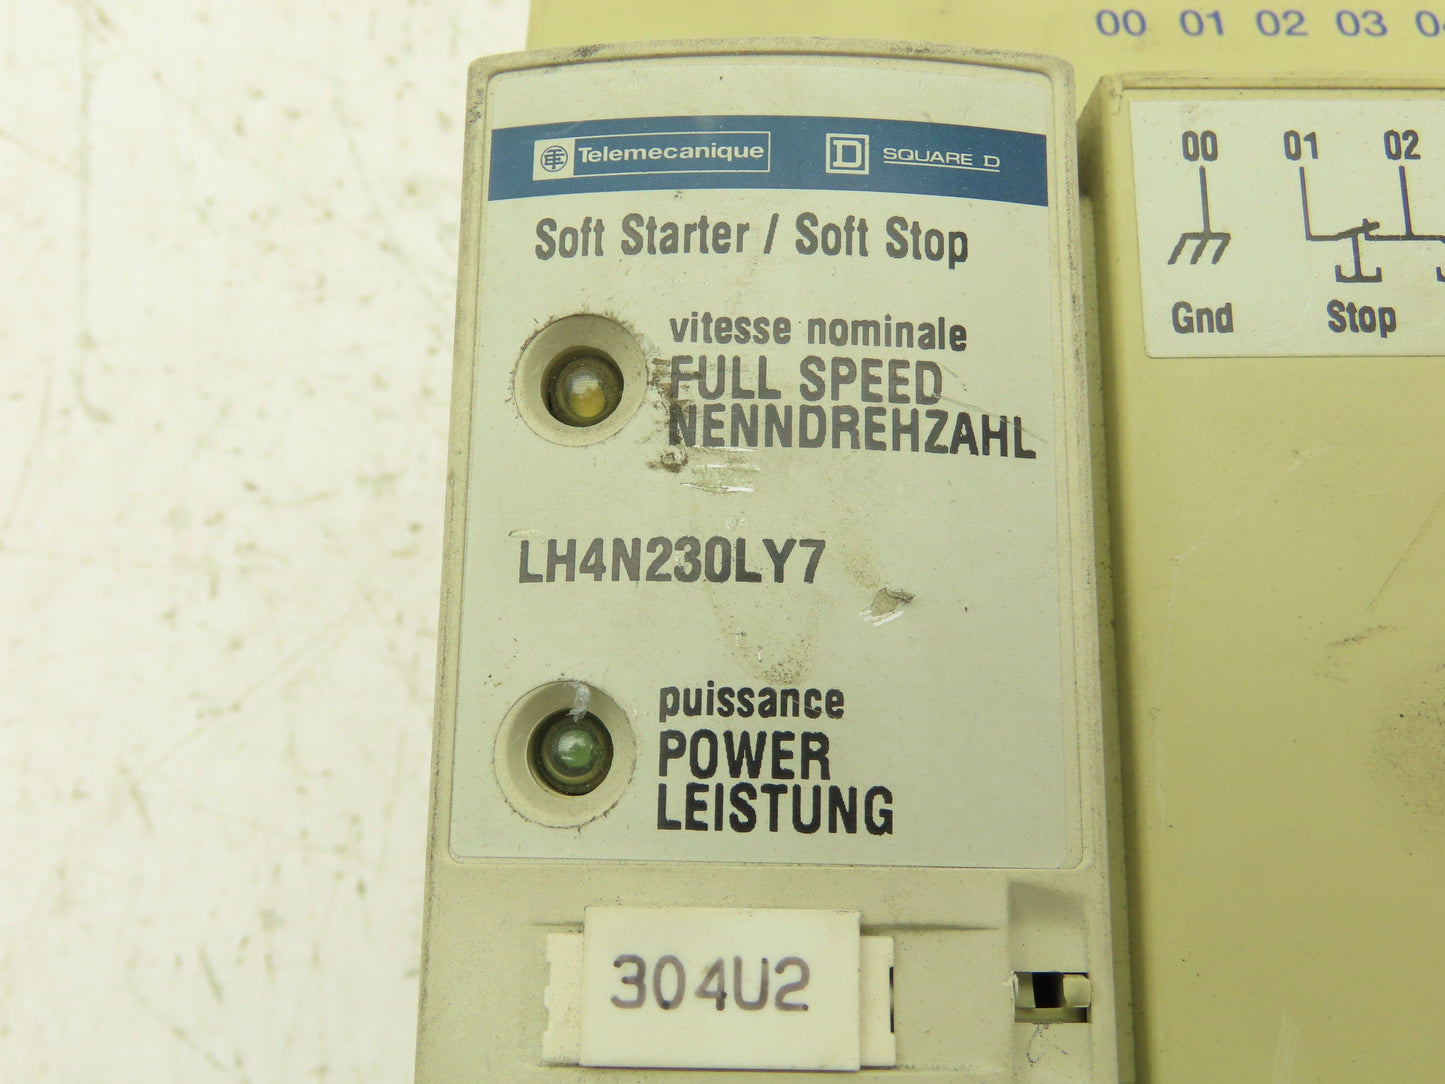 00 01 02 03
Telemecanique SQUARE D
Soft Starter / Soft Stop
vitesse nominale
FULL SPEED
NENNDREHZAHL
LH4N230LY7
puissance
POWER
LEISTUNG
304U2
00 01 02
Gnd Stop